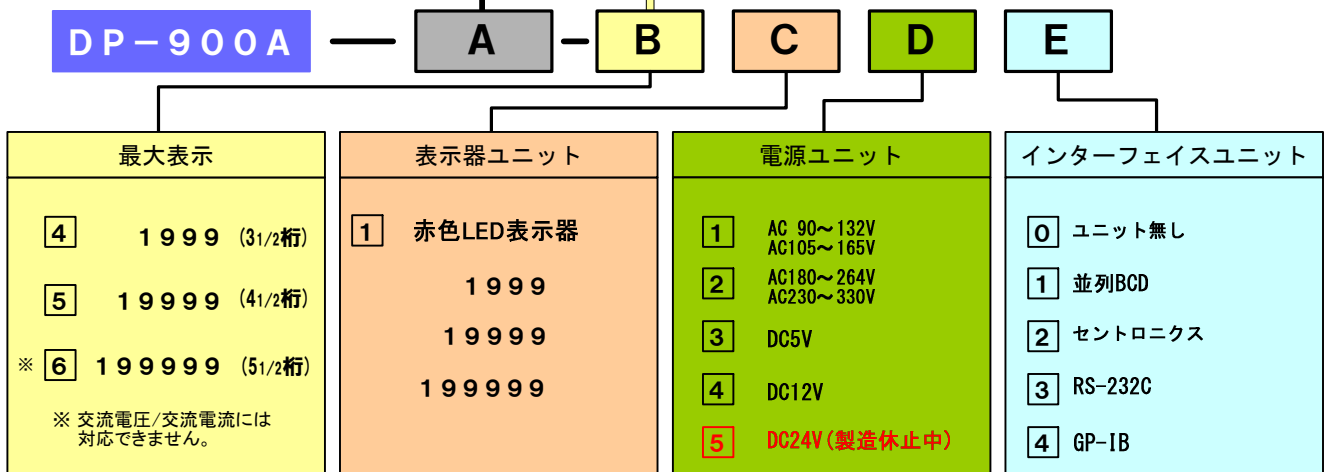 DP-900A — A - B C D E
最大表示
4 1999 (31/2桁)
5 19999 (41/2桁)
※ 6 199999 (51/2桁)
※ 交流電圧/交流電流には
対応できません。
表示器ユニット
1 赤色LED表示器
1999
19999
199999
電源ユニット
1 AC 90～132V
AC105～165V
2 AC180～264V
AC230～330V
3 DC5V
4 DC12V
5 DC24V(製造休止中)
インターフェイスユニット
0 ユニット無し
1 並列BCD
2 セントロニクス
3 RS-232C
4 GP-IB